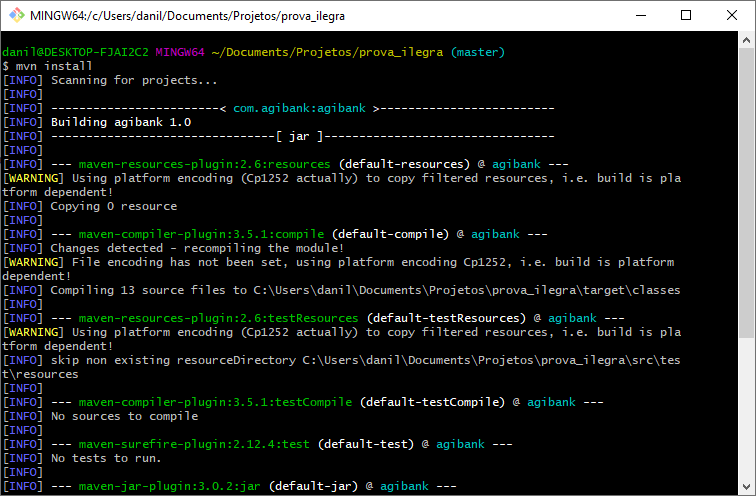 MINGW64:/c/Users/danil/Documents/Projetos/prova_ilegra
danil@DESKTOP-FJAI2C2 MINGW64 ~/Documents/Projetos/prova_ilegra (master)
$ mvn install
[INFO] Scanning for projects...
[INFO]
[INFO] ------------------------< com.agibank:agibank >-------------------------
[INFO] Building agibank 1.0
[INFO] --------------------------------[ jar ]---------------------------------
[INFO]
[INFO] --- maven-resources-plugin:2.6:resources (default-resources) @ agibank ---
[WARNING] Using platform encoding (Cp1252 actually) to copy filtered resources, i.e. build is pla
tform dependent!
[INFO] Copying 0 resource
[INFO]
[INFO] --- maven-compiler-plugin:3.5.1:compile (default-compile) @ agibank ---
[INFO] Changes detected - recompiling the module!
[WARNING] File encoding has not been set, using platform encoding Cp1252, i.e. build is platform
dependent!
[INFO] Compiling 13 source files to C:\Users\danil\Documents\Projetos\prova_ilegra\target\classes
[INFO]
[INFO] --- maven-resources-plugin:2.6:testResources (default-testResources) @ agibank ---
[WARNING] Using platform encoding (Cp1252 actually) to copy filtered resources, i.e. build is pla
tform dependent!
[INFO] skip non existing resourceDirectory C:\Users\danil\Documents\Projetos\prova_ilegra\src\tes
t\resources
[INFO]
[INFO] --- maven-compiler-plugin:3.5.1:testCompile (default-testCompile) @ agibank ---
[INFO] No sources to compile
[INFO]
[INFO] --- maven-surefire-plugin:2.12.4:test (default-test) @ agibank ---
[INFO] No tests to run.
[INFO]
[INFO] --- maven-jar-plugin:3.0.2:jar (default-jar) @ agibank ---